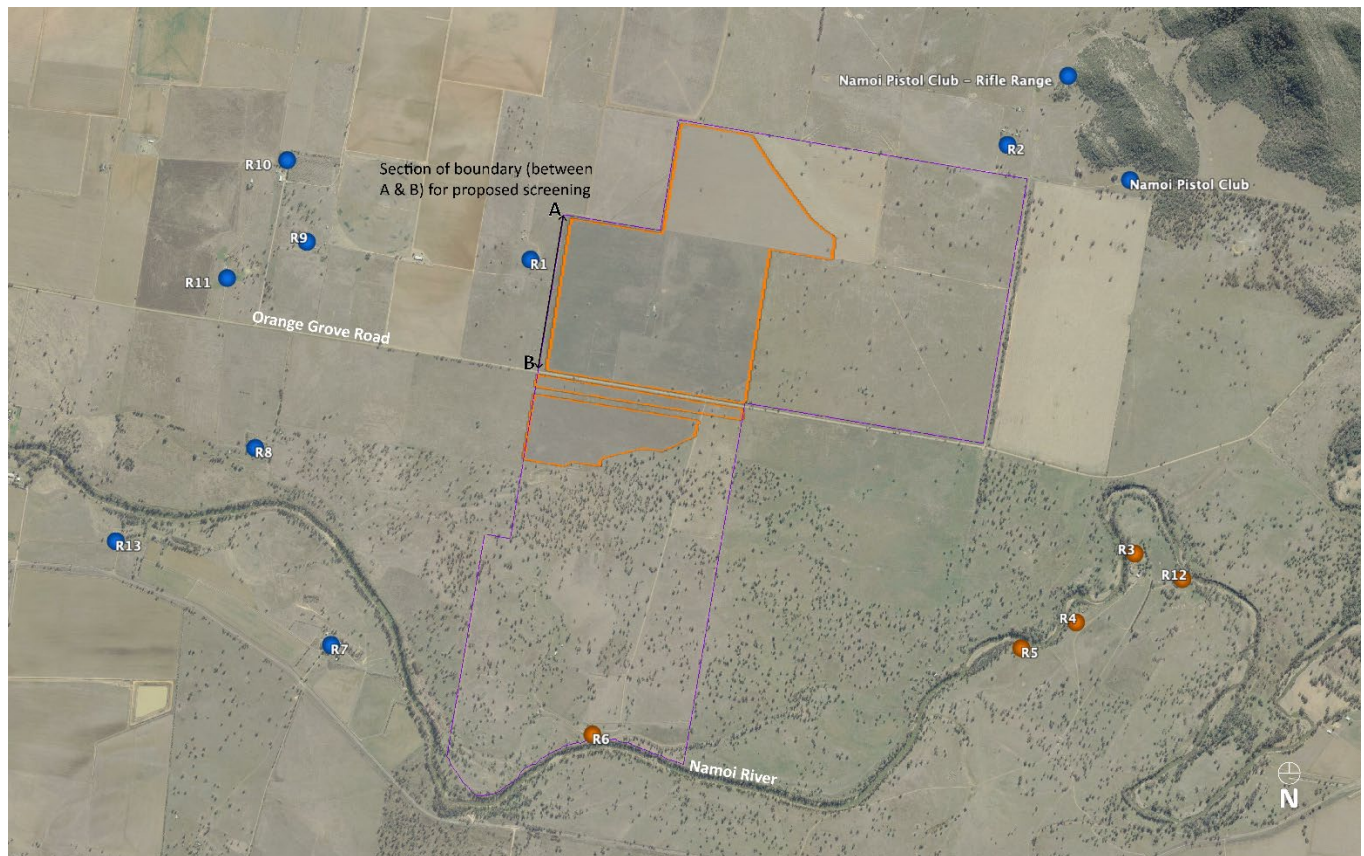 Namoi Pistol Club - Rifle Range
R2
Namoi Pistol Club
R10
Section of boundary (between
A & B) for proposed screening
A
R9
R1
R11
Orange Grove Road
B
R8
R13
R3
R12
R4
R5
R7
R6
Namoi River
N